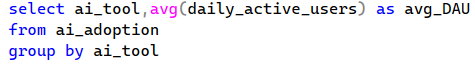 select ai_tool,avg(daily_active_users) as avg_DAU
from ai_adoption
group by ai_tool